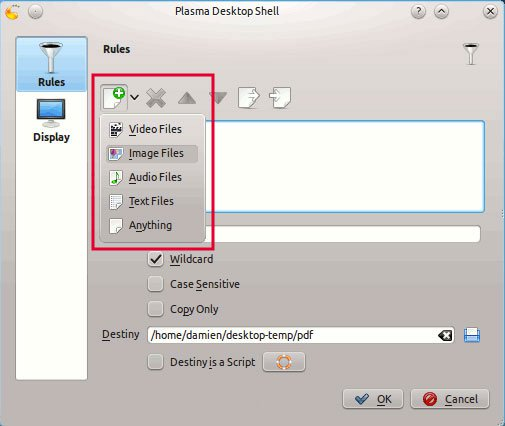 Plasma Desktop Shell
Rules
Rules
Display
Video Files
Image Files
Audio Files
Text Files
Anything
Wildcard
Case Sensitive
Copy Only
Destiny /home/damien/desktop-temp/pdf
Destiny is a Script
OK Cancel